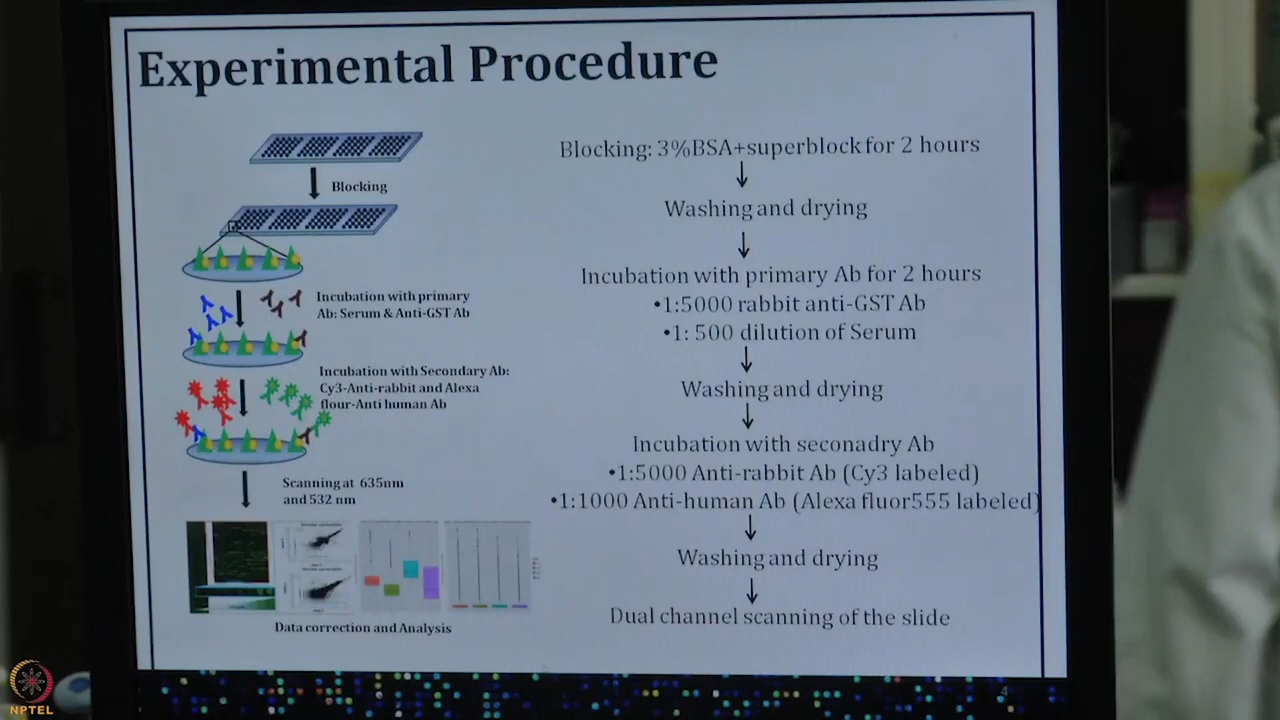 Experimental Procedure
Blocking
Incubation with primary
Ab: Serum & Anti-GST Ab
Incubation with Secondary Ab:
Cy3-Anti-rabbit and Alexa
flour-Anti human Ab
Scanning at 635nm
and 532 nm
Data correction and Analysis
Blocking: 3%BSA+superblock for 2 hours
Washing and drying
Incubation with primary Ab for 2 hours
•1:5000 rabbit anti-GST Ab
•1: 500 dilution of Serum
Washing and drying
Incubation with seconadry Ab
•1:5000 Anti-rabbit Ab (Cy3 labeled)
•1:1000 Anti-human Ab (Alexa fluor555 labeled)
Washing and drying
Dual channel scanning of the slide
4
NPTEL